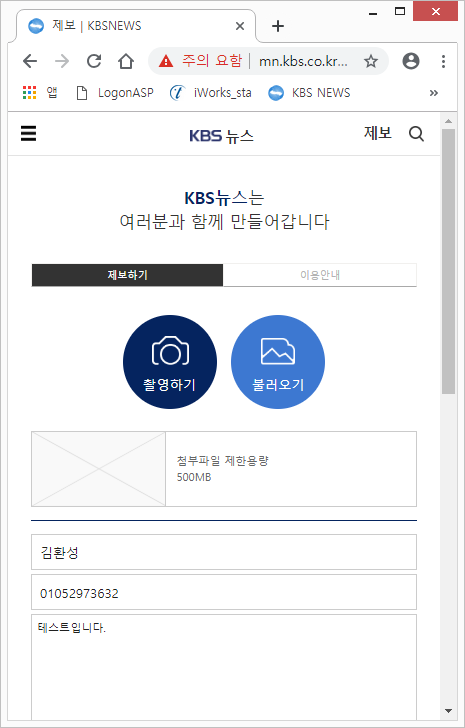 제보 | KBSNEWS
주의 요함 | mn.kbs.co.kr...
앱 LogonASP iWorks_sta KBS NEWS »
KBS 뉴스 제보
KBS뉴스는
여러분과 함께 만들어갑니다
제보하기 이용안내
촬영하기 불러오기
첨부파일 제한용량
500MB
김환성
01052973632
테스트입니다.